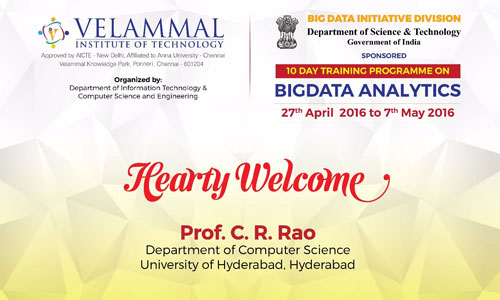 VELAMMAL
INSTITUTE OF TECHNOLOGY
Approved by AICTE - New Delhi, Affiliated to Anna University - Chennai
Velammal Knowledge Park, Ponneri, Chennai - 601204
Organized by:
Department of Information Technology &
Computer Science and Engineering
BIG DATA INITIATIVE DIVISION
Department of Science & Technology
Government of India
SPONSORED
10 DAY TRAINING PROGRAMME ON
BIGDATA ANALYTICS
27th April 2016 to 7th May 2016
Hearty Welcome
Prof. C. R. Rao
Department of Computer Science
University of Hyderabad, Hyderabad